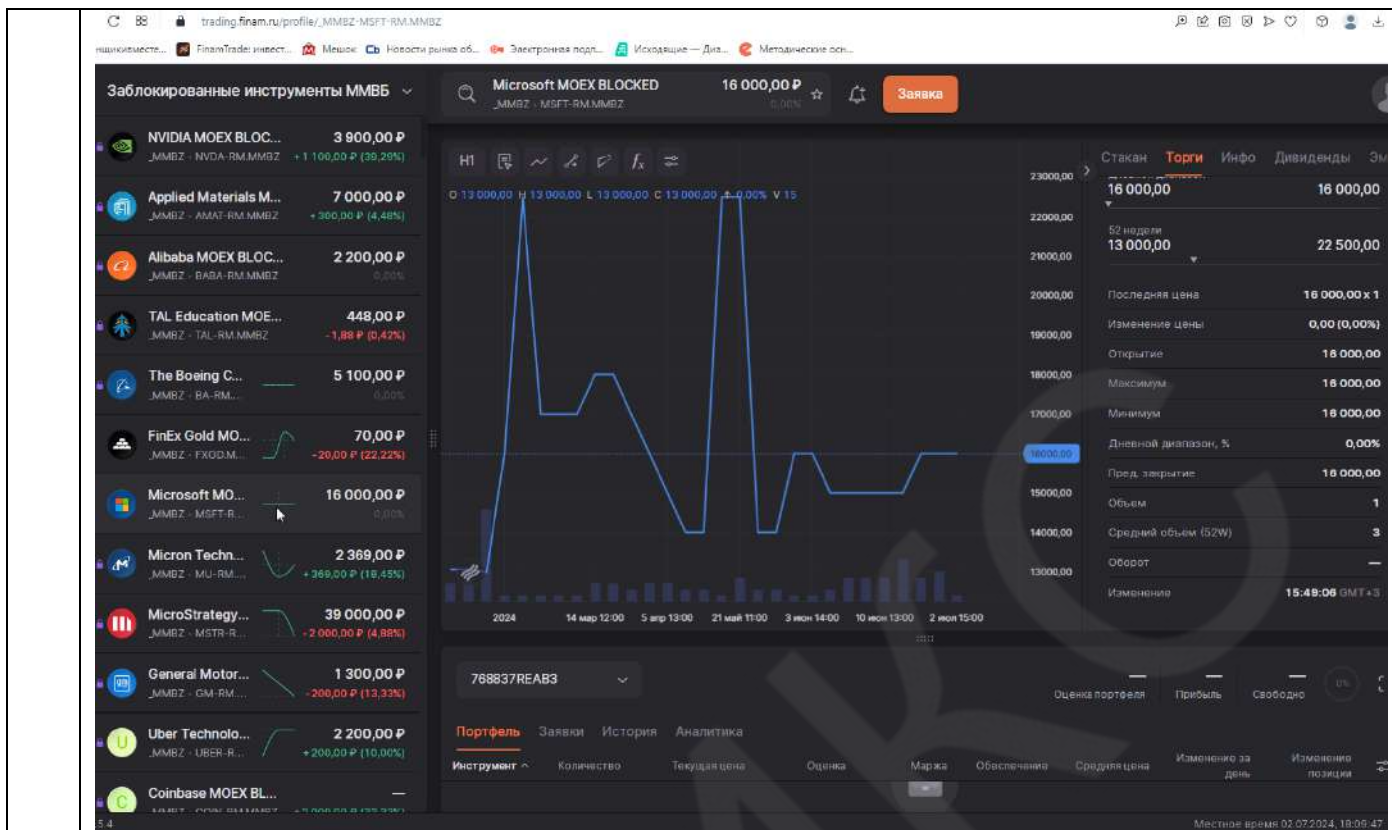 trading.finam.ru/profile/_MMBZ-MSFT-RM.MMBZ
FinamTrade: инвест... Мешок Новости рынка об... Электронная подп... Исходящие — Диа... Методические осн...
Заблокированные инструменты ММВБ
Microsoft MOEX BLOCKED 16 000,00 ₽
_MMBZ · MSFT-RM.MMBZ 0,00%
Заявка
NVIDIA MOEX BLOC... 3 900,00 ₽
_MMBZ · NVDA-RM.MMBZ +1 100,00 ₽ (39,29%)
Applied Materials M... 7 000,00 ₽
_MMBZ · AMAT-RM.MMBZ +300,00 ₽ (4,48%)
Alibaba MOEX BLOC... 2 200,00 ₽
_MMBZ · BABA-RM.MMBZ 0,00%
TAL Education MOE... 448,00 ₽
_MMBZ · TAL-RM.MMBZ -1,88 ₽ (0,42%)
The Boeing C... 5 100,00 ₽
_MMBZ · BA-RM.... 0,00%
FinEx Gold MO... 70,00 ₽
_MMBZ · FXGD.M... -20,00 ₽ (22,22%)
Microsoft MO... 16 000,00 ₽
_MMBZ · MSFT-R... 0,00%
Micron Techn... 2 369,00 ₽
_MMBZ · MU-RM.... +369,00 ₽ (18,45%)
MicroStrategy... 39 000,00 ₽
_MMBZ · MSTR-R... -2 000,00 ₽ (4,88%)
General Motor... 1 300,00 ₽
_MMBZ · GM-RM.... -200,00 ₽ (13,33%)
Uber Technolo... 2 200,00 ₽
_MMBZ · UBER-R... +200,00 ₽ (10,00%)
Coinbase MOEX BL... —
5.4
H1
O 13 000,00 H 13 000,00 L 13 000,00 C 13 000,00 0,00% V 15
23000,00
22000,00
21000,00
20000,00
19000,00
18000,00
17000,00
16000,00
15000,00
14000,00
13000,00
2024 14 мар 12:00 5 апр 13:00 21 май 11:00 3 июн 14:00 10 июн 13:00 2 июл 15:00
Стакан Торги Инфо Дивиденды Эм
16 000,00 16 000,00
52 недели
13 000,00 22 500,00
Последняя цена 16 000,00 x 1
Изменение цены 0,00 (0,00%)
Открытие 16 000,00
Максимум 16 000,00
Минимум 16 000,00
Дневной диапазон, % 0,00%
Пред. закрытие 16 000,00
Объем 1
Средний объем (52W) 3
Оборот —
Изменение 15:49:06 GMT+3
768837REAB3
Оценка портфеля Прибыль Свободно 0%
Портфель Заявки История Аналитика
Инструмент Количество Текущая цена Оценка Маржа Обеспечение Средняя цена Изменение за день Изменение позиции
Местное время 02.07.2024, 18:09:47